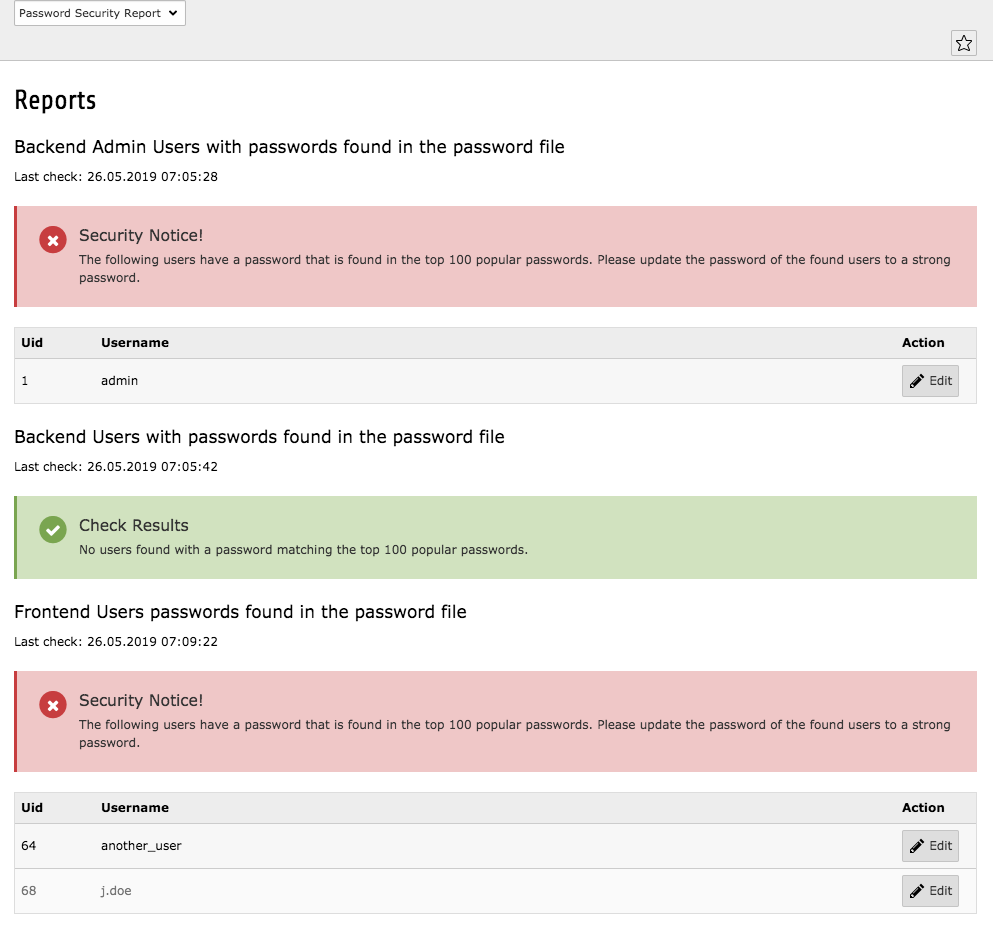 Password Security Report
Reports
Backend Admin Users with passwords found in the password file
Last check: 26.05.2019 07:05:28
Security Notice!
The following users have a password that is found in the top 100 popular passwords. Please update the password of the found users to a strong
password.
Uid Username Action
1 admin Edit
Backend Users with passwords found in the password file
Last check: 26.05.2019 07:05:42
Check Results
No users found with a password matching the top 100 popular passwords.
Frontend Users passwords found in the password file
Last check: 26.05.2019 07:09:22
Security Notice!
The following users have a password that is found in the top 100 popular passwords. Please update the password of the found users to a strong
password.
Uid Username Action
64 another_user Edit
68 j.doe Edit